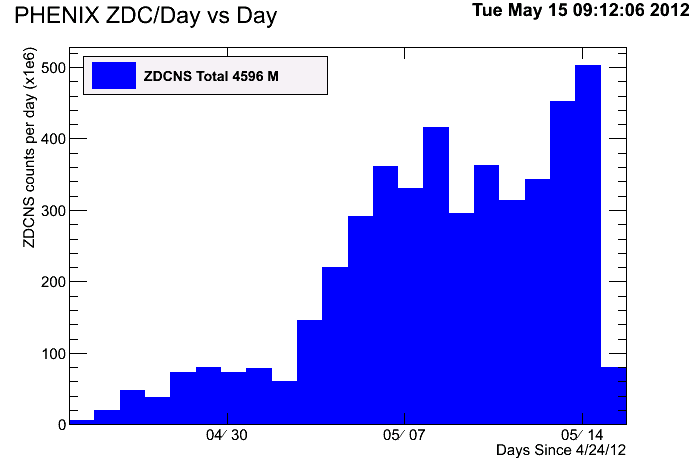 PHENIX ZDC/Day vs Day
Tue May 15 09:12:06 2012
ZDCNS counts per day (x1e6)
ZDCNS Total 4596 M
500
400
300
200
100
0
04/30
05/07
05/14
Days Since 4/24/12